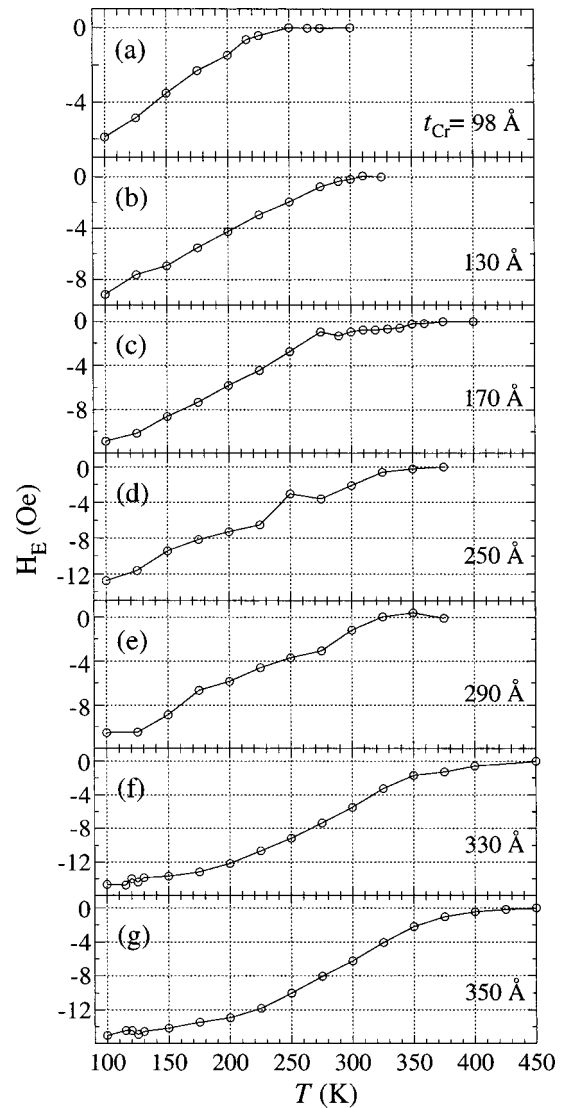 0
(a)
-4
t_Cr= 98 Å
0
(b)
-4
130 Å
-8
0
(c)
-4
170 Å
-8
0
(d)
-4
-8
250 Å
-12
H_E (Oe)
0
(e)
-4
290 Å
-8
0
(f)
-4
-8
330 Å
-12
0
(g)
-4
-8
350 Å
-12
100 150 200 250 300 350 400 450
T (K)